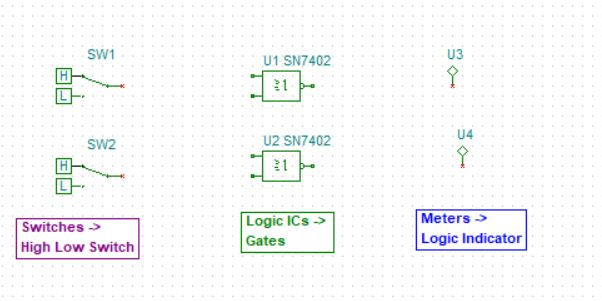 SW1
H
L
U1 SN7402
≥1
U3
SW2
H
L
U2 SN7402
≥1
U4
Switches ->
High Low Switch
Logic ICs ->
Gates
Meters ->
Logic Indicator